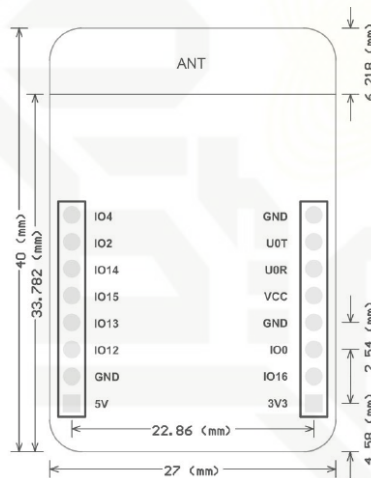 ANT
6.218 (mm)
40 (mm)
33.782 (mm)
IO4 GND
IO2 U0T
IO14 U0R
IO15 VCC
IO13 GND
IO12 IO0
GND IO16
5V 3V3
2.54 (mm)
4.58 (mm)
22.86 (mm)
27 (mm)